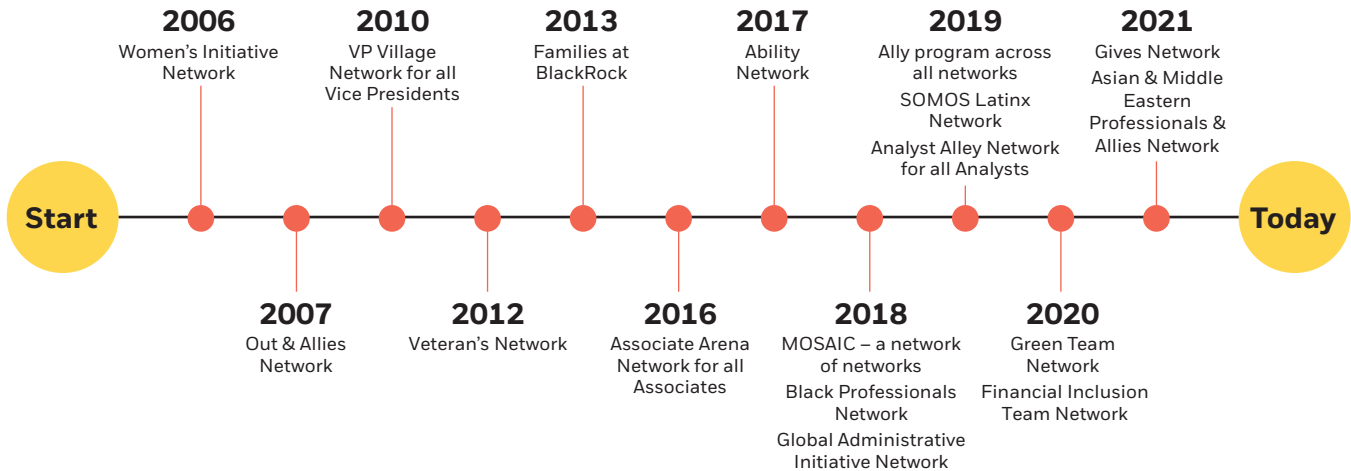 2006
Women’s Initiative
Network
2010
VP Village
Network for all
Vice Presidents
2013
Families at
BlackRock
2017
Ability
Network
2019
Ally program across
all networks
SOMOS Latinx
Network
Analyst Alley Network
for all Analysts
2021
Gives Network
Asian & Middle
Eastern
Professionals &
Allies Network
Start
Today
2007
Out & Allies
Network
2012
Veteran’s Network
2016
Associate Arena
Network for all
Associates
2018
MOSAIC – a network
of networks
Black Professionals
Network
Global Administrative
Initiative Network
2020
Green Team
Network
Financial Inclusion
Team Network